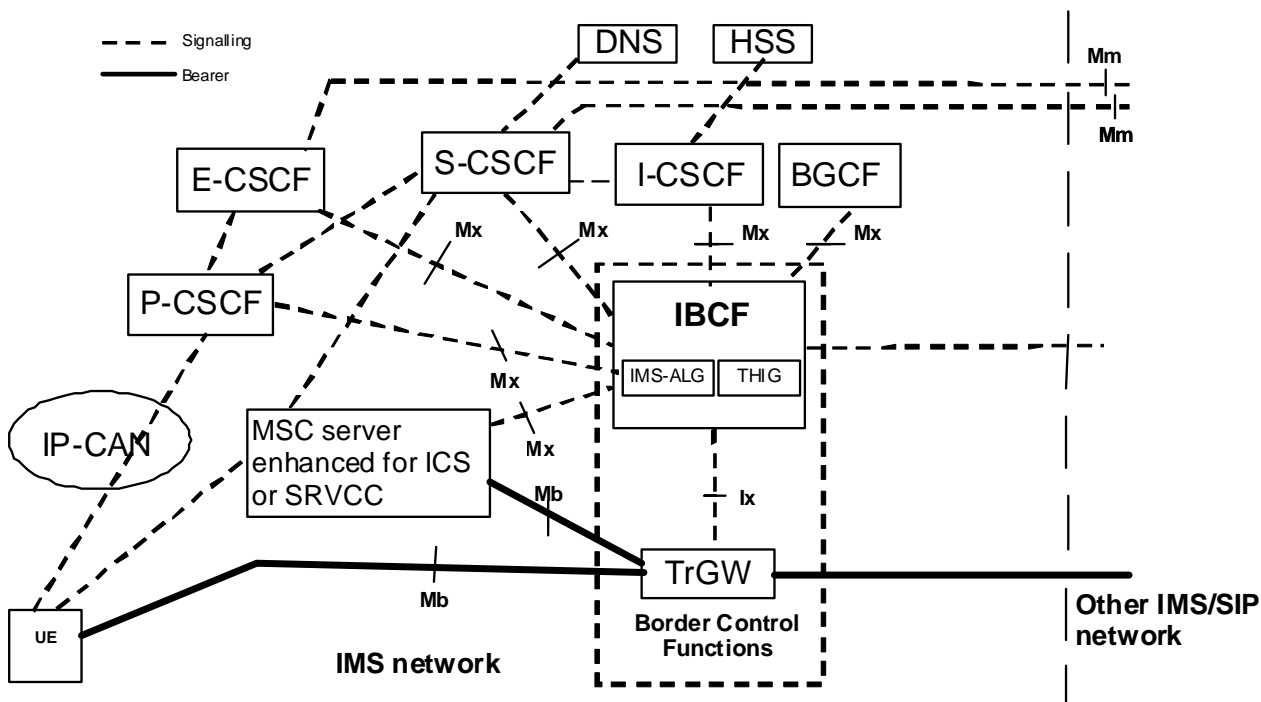 Signalling
Bearer
DNS
HSS
Mm
Mm
E-CSCF
S-CSCF
I-CSCF
BGCF
Mx
Mx
Mx
Mx
P-CSCF
IBCF
IMS-ALG
THIG
Mx
IP-CAN
MSC server
enhanced for ICS
or SRVCC
Mx
Mb
Ix
TrGW
Mb
UE
Border Control
Functions
IMS network
Other IMS/SIP
network